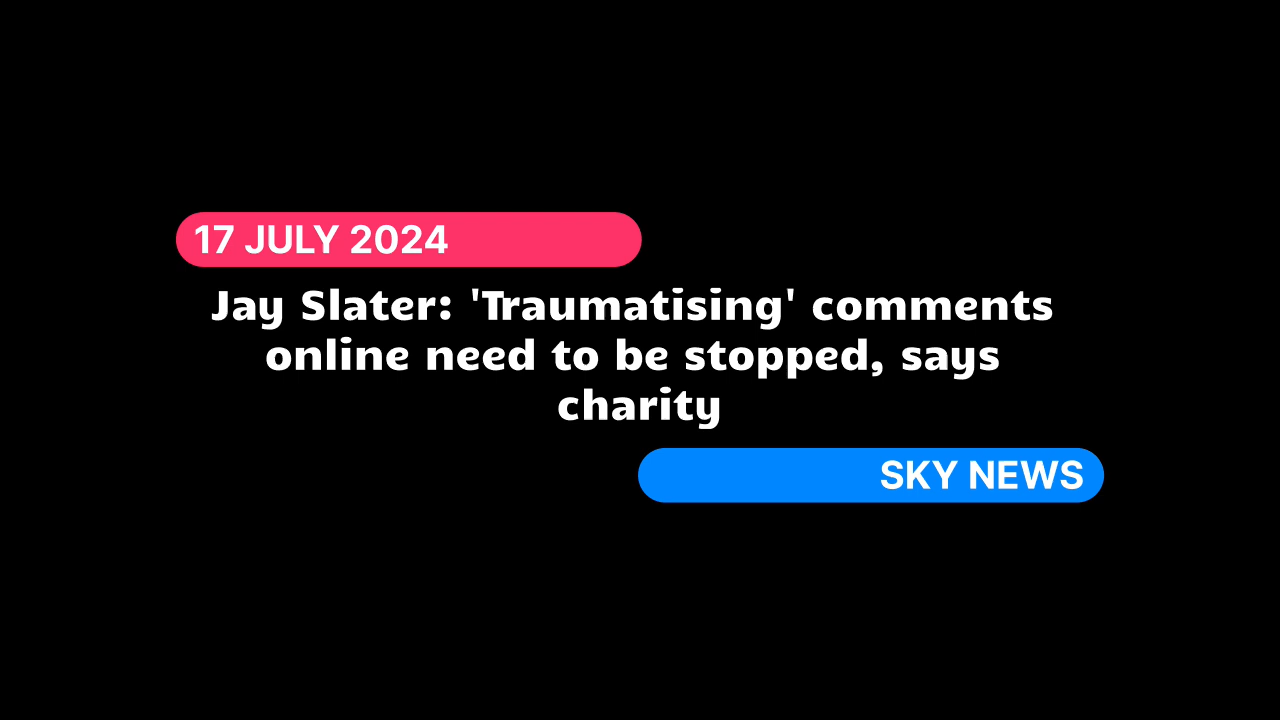 17 JULY 2024
Jay Slater: 'Traumatising' comments
online need to be stopped, says
charity
SKY NEWS